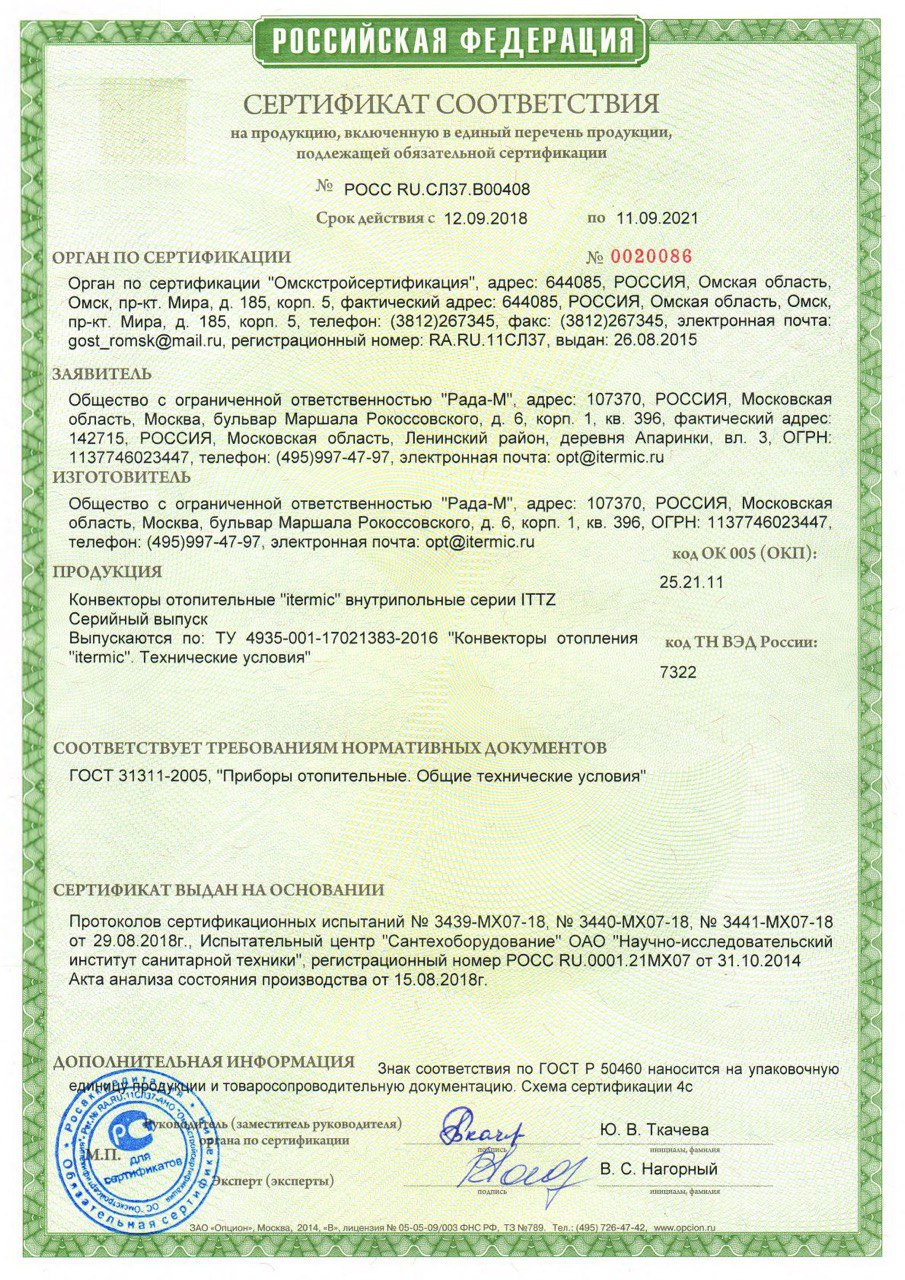 РОССИЙСКАЯ ФЕДЕРАЦИЯ
СЕРТИФИКАТ СООТВЕТСТВИЯ
на продукцию, включенную в единый перечень продукции,
подлежащей обязательной сертификации
№ РОСС RU.СЛ37.В00408
Срок действия с 12.09.2018 по 11.09.2021
ОРГАН ПО СЕРТИФИКАЦИИ № 0020086
Орган по сертификации "Омскстройсертификация", адрес: 644085, РОССИЯ, Омская область,
Омск, пр-кт. Мира, д. 185, корп. 5, фактический адрес: 644085, РОССИЯ, Омская область, Омск,
пр-кт. Мира, д. 185, корп. 5, телефон: (3812)267345, факс: (3812)267345, электронная почта:
gost_romsk@mail.ru, регистрационный номер: RA.RU.11СЛ37, выдан: 26.08.2015
ЗАЯВИТЕЛЬ
Общество с ограниченной ответственностью "Рада-М", адрес: 107370, РОССИЯ, Московская
область, Москва, бульвар Маршала Рокоссовского, д. 6, корп. 1, кв. 396, фактический адрес:
142715, РОССИЯ, Московская область, Ленинский район, деревня Апаринки, вл. 3, ОГРН:
1137746023447, телефон: (495)997-47-97, электронная почта: opt@itermic.ru
ИЗГОТОВИТЕЛЬ
Общество с ограниченной ответственностью "Рада-М", адрес: 107370, РОССИЯ, Московская
область, Москва, бульвар Маршала Рокоссовского, д. 6, корп. 1, кв. 396, ОГРН: 1137746023447,
телефон: (495)997-47-97, электронная почта: opt@itermic.ru
код ОК 005 (ОКП):
ПРОДУКЦИЯ
25.21.11
Конвекторы отопительные "itermic" внутрипольные серии ITTZ
Серийный выпуск
Выпускаются по: ТУ 4935-001-17021383-2016 "Конвекторы отопления
"itermic". Технические условия"
код ТН ВЭД России:
7322
СООТВЕТСТВУЕТ ТРЕБОВАНИЯМ НОРМАТИВНЫХ ДОКУМЕНТОВ
ГОСТ 31311-2005, "Приборы отопительные. Общие технические условия"
СЕРТИФИКАТ ВЫДАН НА ОСНОВАНИИ
Протоколов сертификационных испытаний № 3439-МХ07-18, № 3440-МХ07-18, № 3441-МХ07-18
от 29.08.2018г., Испытательный центр "Сантехоборудование" ОАО "Научно-исследовательский
институт санитарной техники", регистрационный номер РОСС RU.0001.21МХ07 от 31.10.2014
Акта анализа состояния производства от 15.08.2018г.
ДОПОЛНИТЕЛЬНАЯ ИНФОРМАЦИЯ Знак соответствия по ГОСТ Р 50460 наносится на упаковочную
единицу продукции и товаросопроводительную документацию. Схема сертификации 4с
Руководитель (заместитель руководителя)
органа по сертификации
Ю. В. Ткачева
подпись инициалы, фамилия
М.П.
для
сертификатов
Эксперт (эксперты)
В. С. Нагорный
подпись инициалы, фамилия
ЗАО «Опцион», Москва, 2014, «В», лицензия № 05-05-09/003 ФНС РФ, ТЗ №789. Тел.: (495) 726-47-42, www.opcion.ru